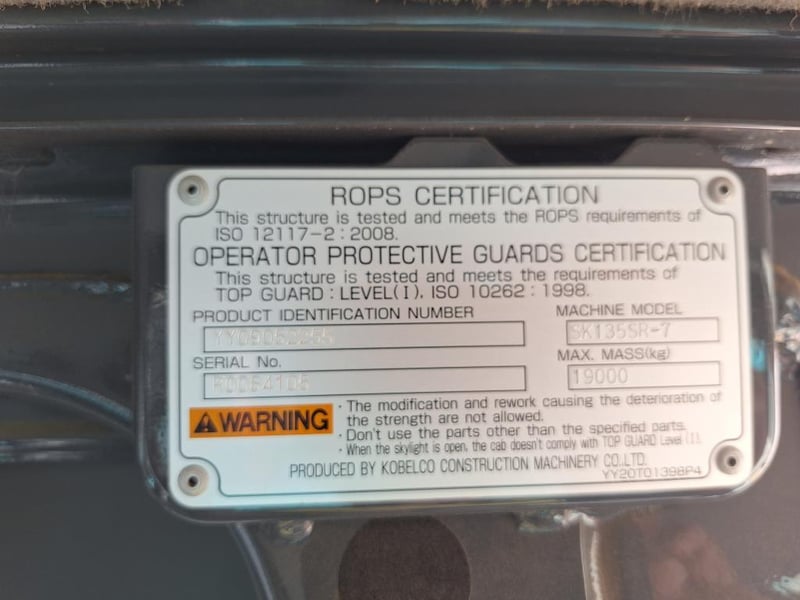 ROPS CERTIFICATION
This structure is tested and meets the ROPS requirements of
ISO 12117-2 : 2008.
OPERATOR PROTECTIVE GUARDS CERTIFICATION
This structure is tested and meets the requirements of
TOP GUARD : LEVEL(I), ISO 10262 : 1998.
PRODUCT IDENTIFICATION NUMBER
MACHINE MODEL
SK135SR-7
SERIAL No.
MAX. MASS(kg)
19000
WARNING
· The modification and rework causing the deterioration of
the strength are not allowed.
· Don't use the parts other than the specified parts.
· When the skylight is open, the cab doesn't comply with TOP GUARD Level (I).
PRODUCED BY KOBELCO CONSTRUCTION MACHINERY CO.,LTD.
YY20T01398P4